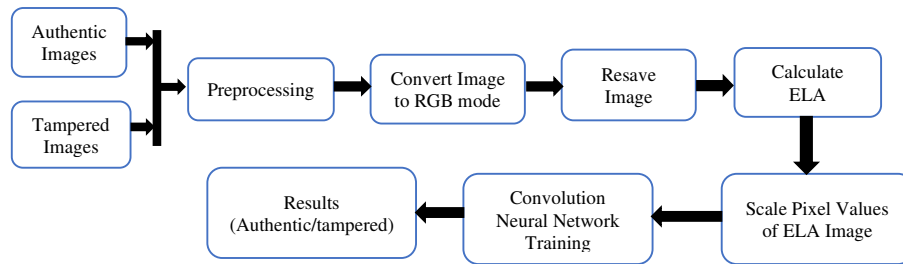 Authentic
Images
Tampered
Images
Preprocessing
Convert Image
to RGB mode
Resave
Image
Calculate
ELA
Scale Pixel Values
of ELA Image
Convolution
Neural Network
Training
Results
(Authentic/tampered)